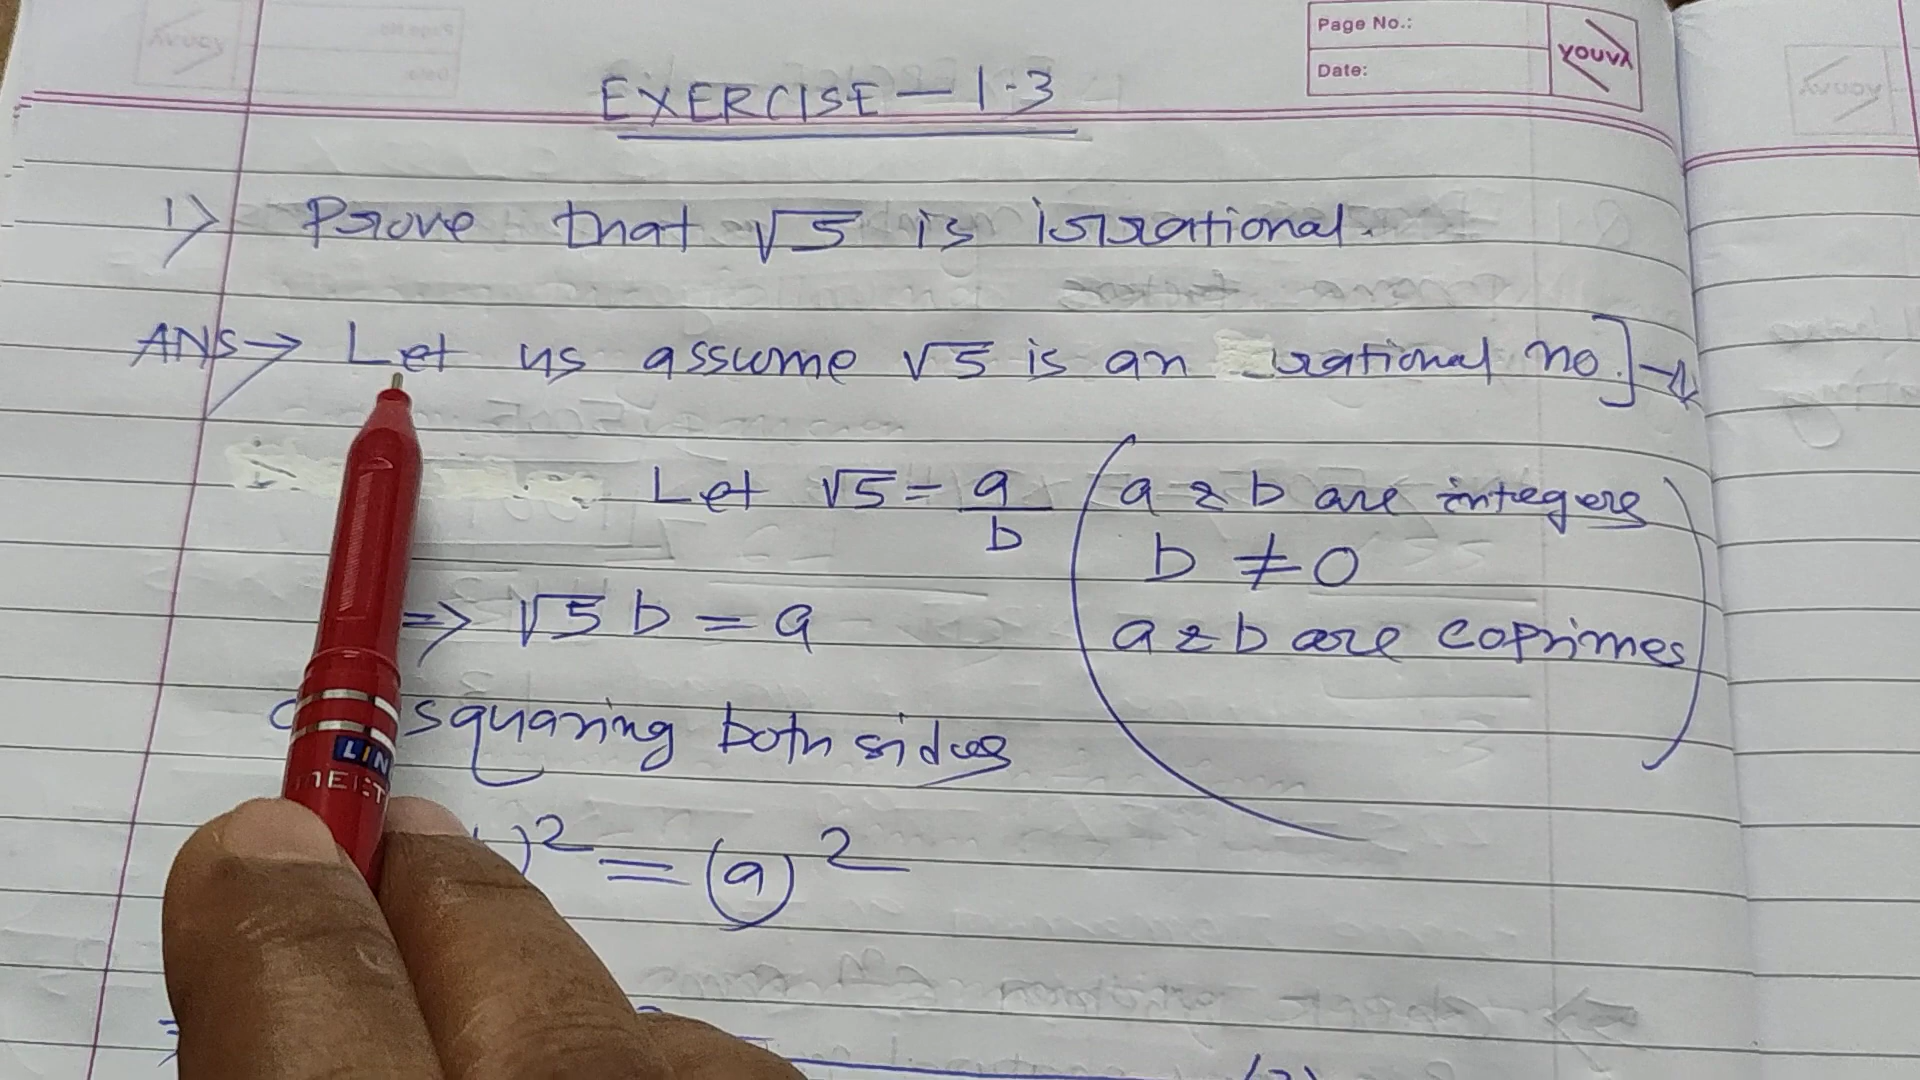 Page No.:
Date:
YOUVA
EXERCISE - 1.3
1) Prove that √5 is irrational.
ANS→ Let us assume √5 is an rational no.] -1
Let √5 = a/b (a & b are integers
b ≠ 0
a & b are coprimes)
⇒ √5 b = a
squaring both sides
)² = (a)²
LIN